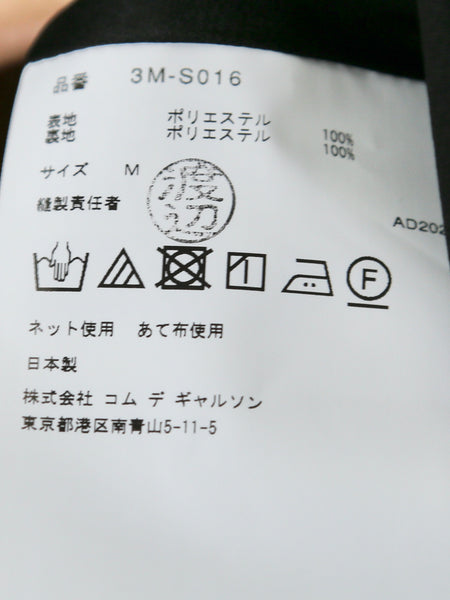 品番 3M-S016
表地 ポリエステル 100%
裏地 ポリエステル 100%
サイズ M
縫製責任者 渡辺
AD202
F
ネット使用 あて布使用
日本製
株式会社 コム デ ギャルソン
東京都港区南青山5-11-5